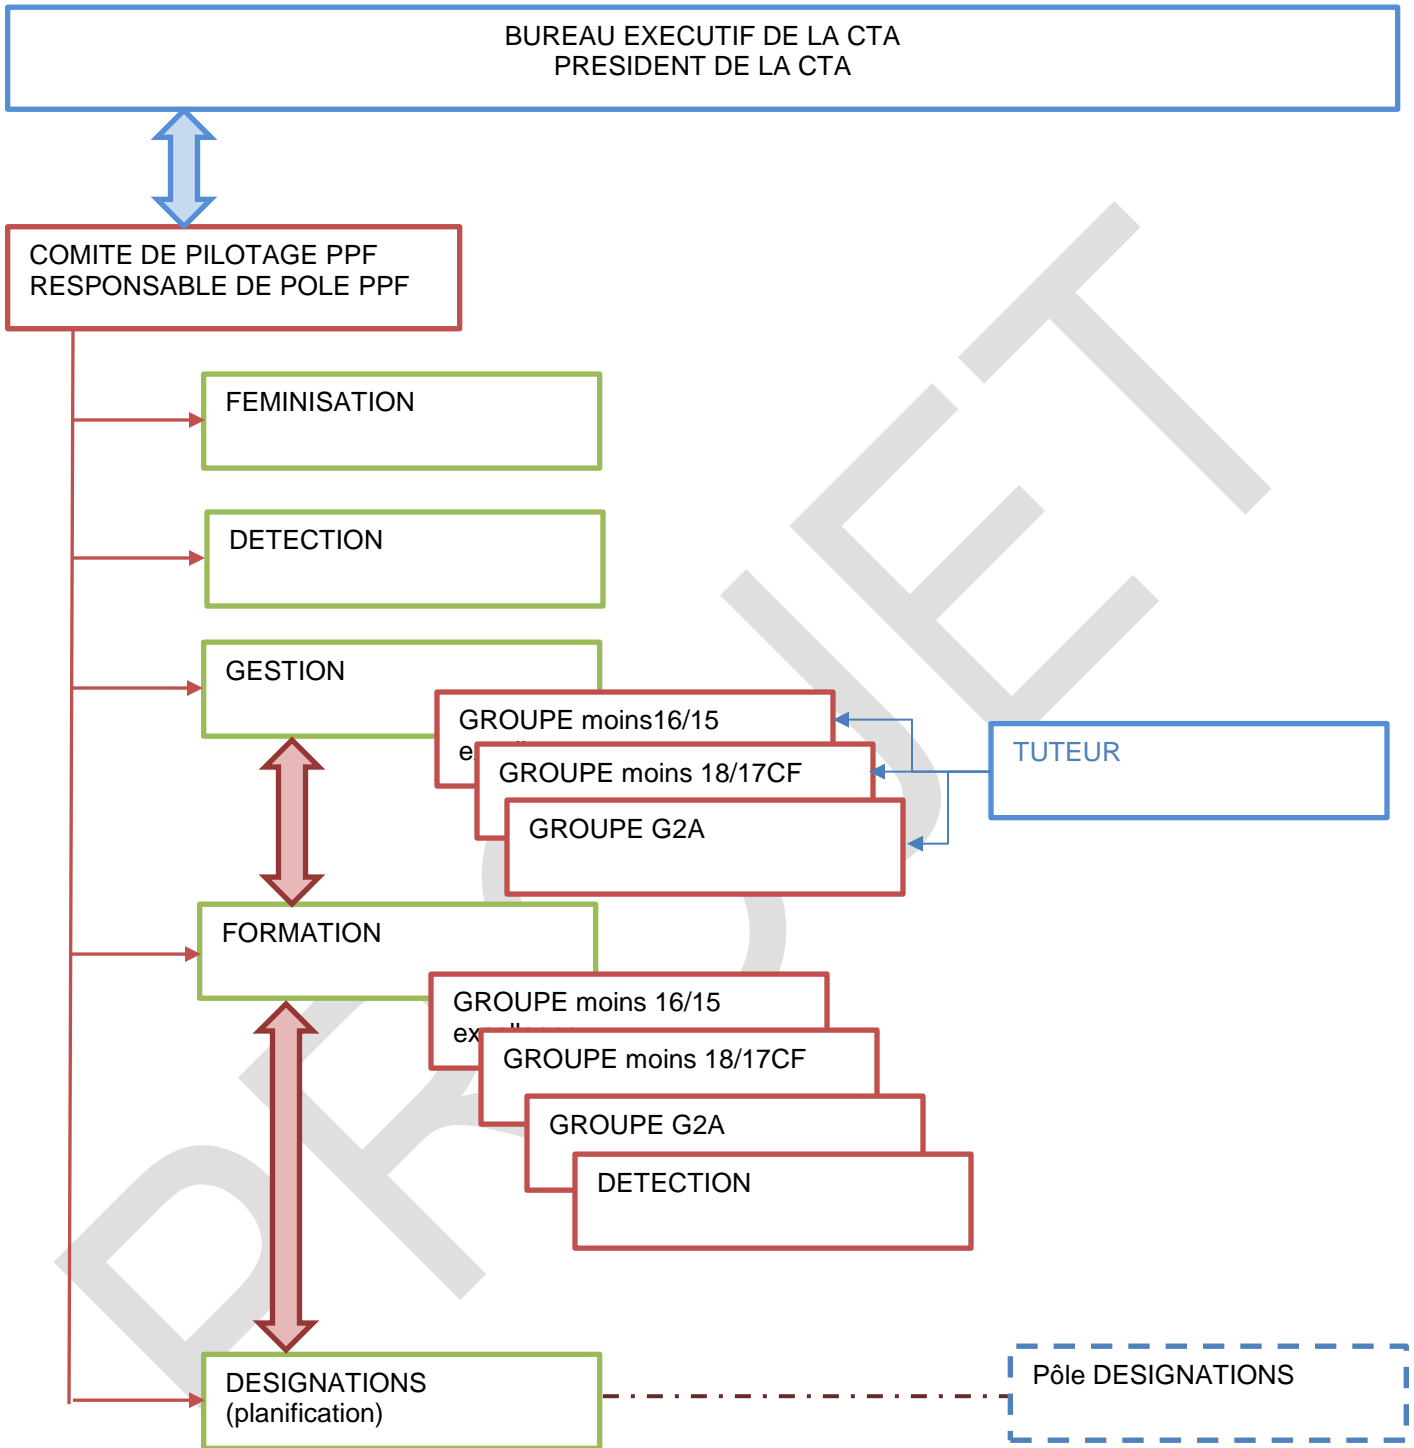 BUREAU EXECUTIF DE LA CTA
PRESIDENT DE LA CTA
COMITE DE PILOTAGE PPF
RESPONSABLE DE POLE PPF
FEMINISATION
DETECTION
GESTION
GROUPE moins16/15
GROUPE moins 18/17CF
GROUPE G2A
TUTEUR
FORMATION
GROUPE moins 16/15
GROUPE moins 18/17CF
GROUPE G2A
DETECTION
DESIGNATIONS
(planification)
Pôle DESIGNATIONS
PROJET